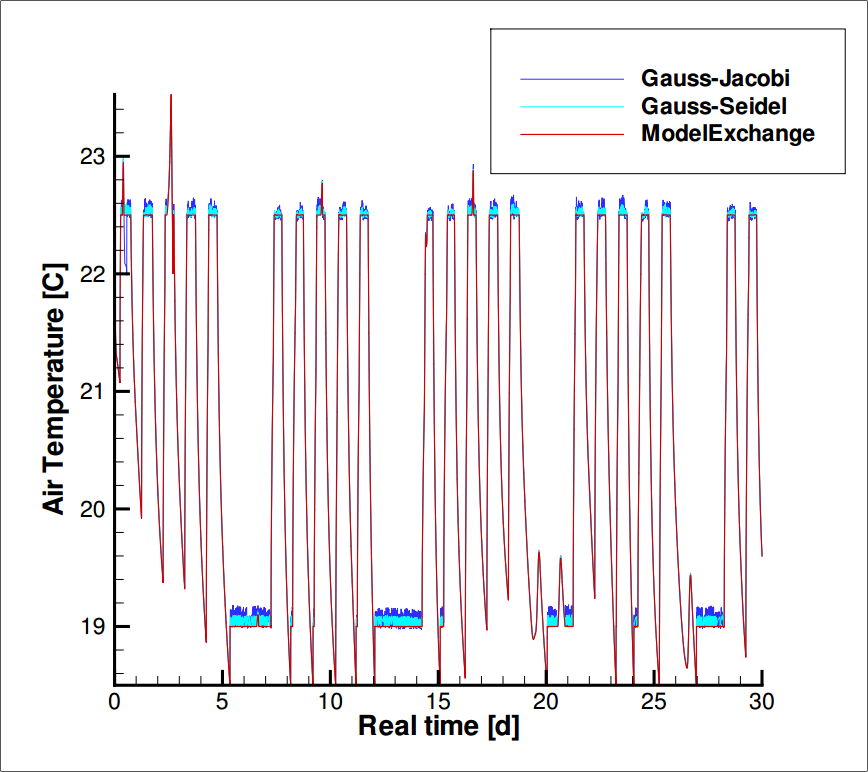 Gauss-Jacobi
Gauss-Seidel
ModelExchange
23
22
21
20
19
Air Temperature [C]
0 5 10 15 20 25 30
Real time [d]